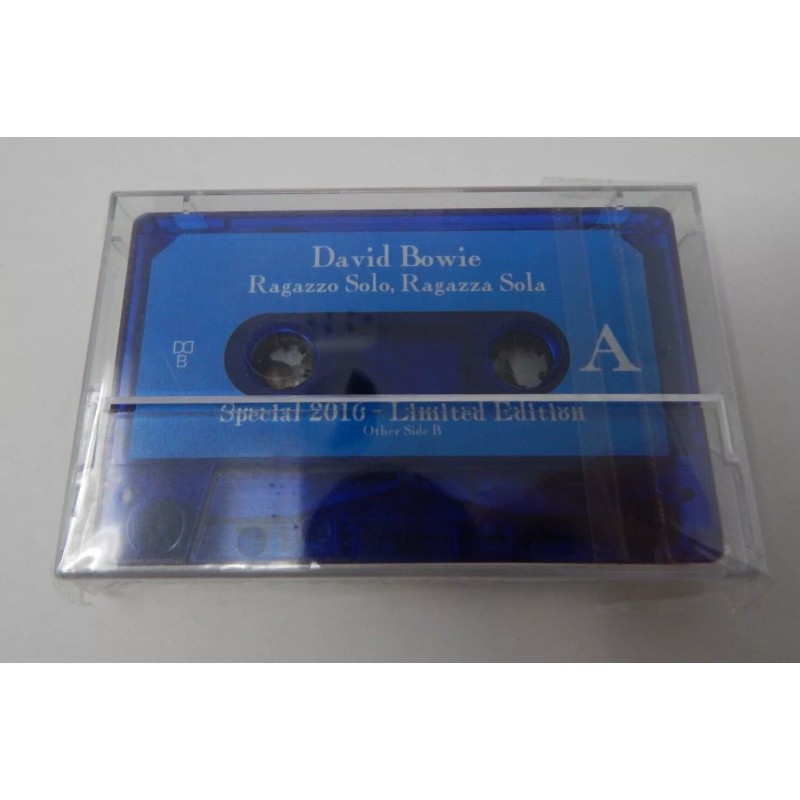 David Bowie
Ragazzo Solo, Ragazza Sola
B
A
Special 2016 - Limited Edition
Other Side B